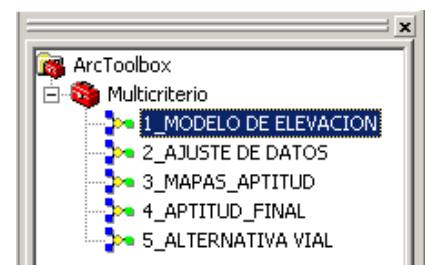 ArcToolbox
Multicriterio
1_MODELO DE ELEVACION
2_AJUSTE DE DATOS
3_MAPAS_APTITUD
4_APTITUD_FINAL
5_ALTERNATIVA VIAL